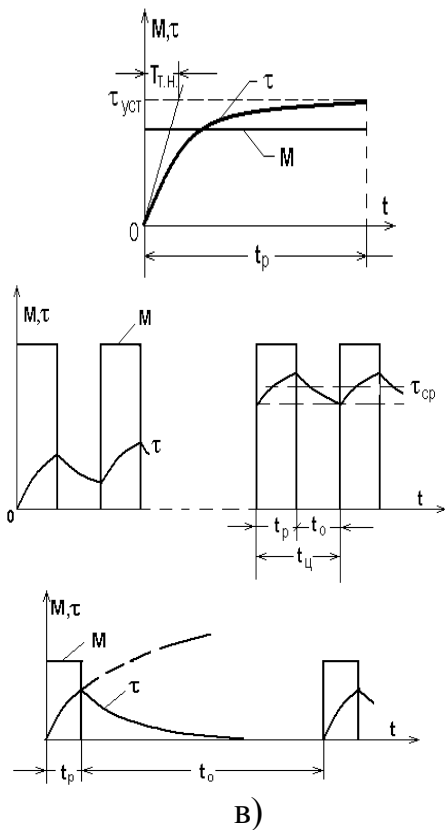 M,τ
Tт.н.
τуст
τ
M
t
0
tр
M,τ
M
M
τср
τ
t
0
tр tо
tц
M,τ
M
τ
t
tр
tо
в)